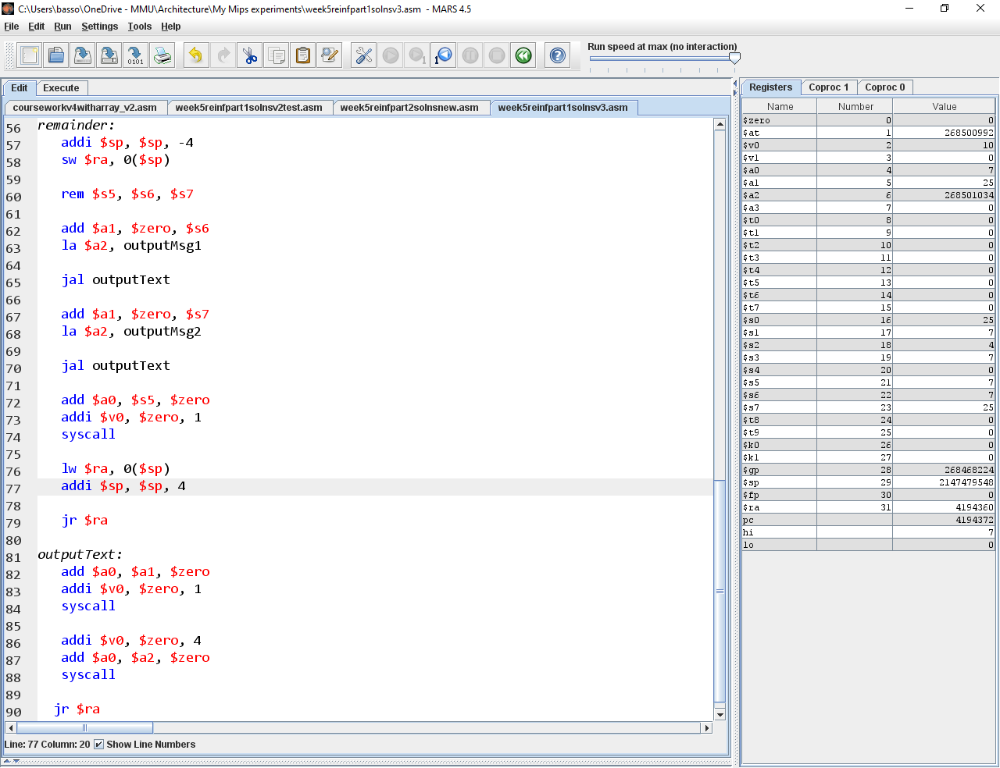 C:\Users\basso\OneDrive - MMU\Architecture\My Mips experiments\week5reinfpart1solnsv3.asm - MARS 4.5
File Edit Run Settings Tools Help
Run speed at max (no interaction)
Edit Execute
courseworkv4witharray_v2.asm week5reinfpart1solnsv2test.asm week5reinfpart2solnsnew.asm week5reinfpart1solnsv3.asm
56 remainder:
57 addi $sp, $sp, -4
58 sw $ra, 0($sp)
59
60 rem $s5, $s6, $s7
61
62 add $a1, $zero, $s6
63 la $a2, outputMsg1
64
65 jal outputText
66
67 add $a1, $zero, $s7
68 la $a2, outputMsg2
69
70 jal outputText
71
72 add $a0, $s5, $zero
73 addi $v0, $zero, 1
74 syscall
75
76 lw $ra, 0($sp)
77 addi $sp, $sp, 4
78
79 jr $ra
80
81 outputText:
82 add $a0, $a1, $zero
83 addi $v0, $zero, 1
84 syscall
85
86 addi $v0, $zero, 4
87 add $a0, $a2, $zero
88 syscall
89
90 jr $ra
Line: 77 Column: 20 Show Line Numbers
Registers Coproc 1 Coproc 0
Name Number Value
$zero 0 0
$at 1 268500992
$v0 2 10
$v1 3 0
$a0 4 7
$a1 5 25
$a2 6 268501034
$a3 7 0
$t0 8 0
$t1 9 0
$t2 10 0
$t3 11 0
$t4 12 0
$t5 13 0
$t6 14 0
$t7 15 0
$s0 16 25
$s1 17 7
$s2 18 4
$s3 19 7
$s4 20 0
$s5 21 7
$s6 22 7
$s7 23 25
$t8 24 0
$t9 25 0
$k0 26 0
$k1 27 0
$gp 28 268468224
$sp 29 2147479548
$fp 30 0
$ra 31 4194360
pc 4194372
hi 7
lo 0